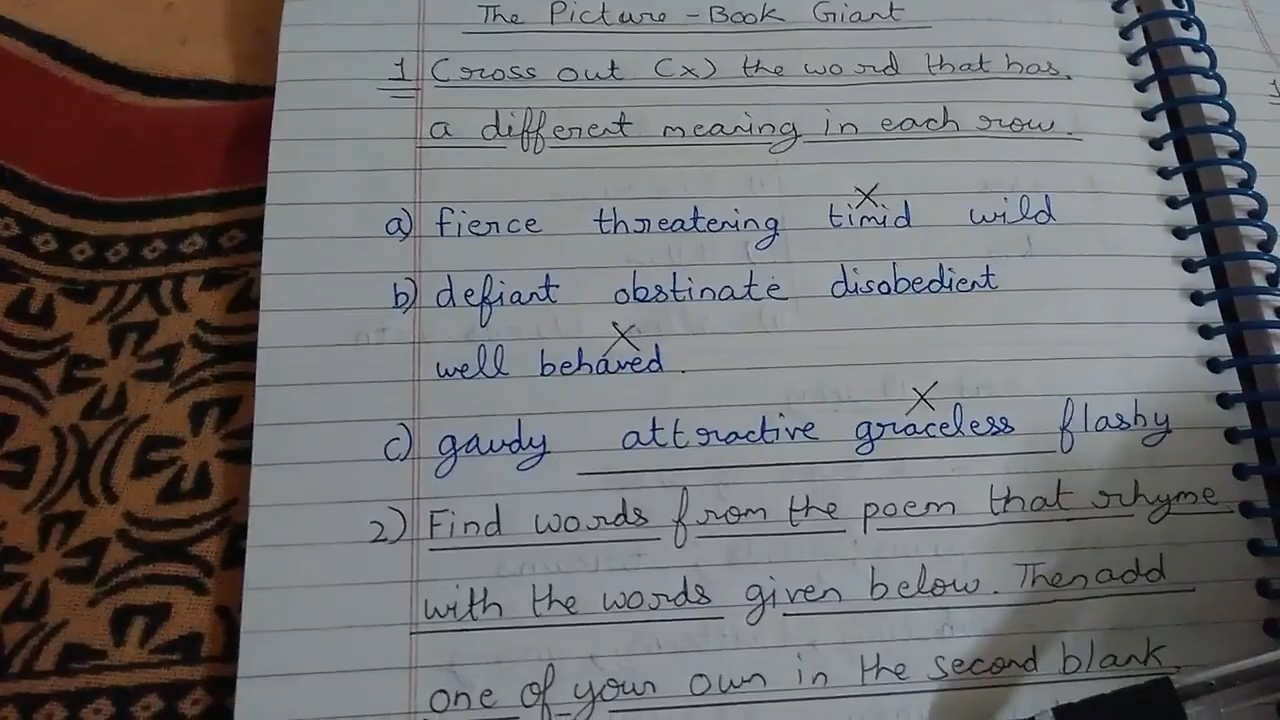 The Picture - Book Giant
1 Cross out (x) the word that has
a different meaning in each row.
x
a) fierce threatening timid wild
b) defiant obstinate disobedient
x
well behaved.
x
c) gaudy attractive graceless flashy
2) Find words from the poem that rhyme
with the words given below. Then add
one of your own in the second blank.